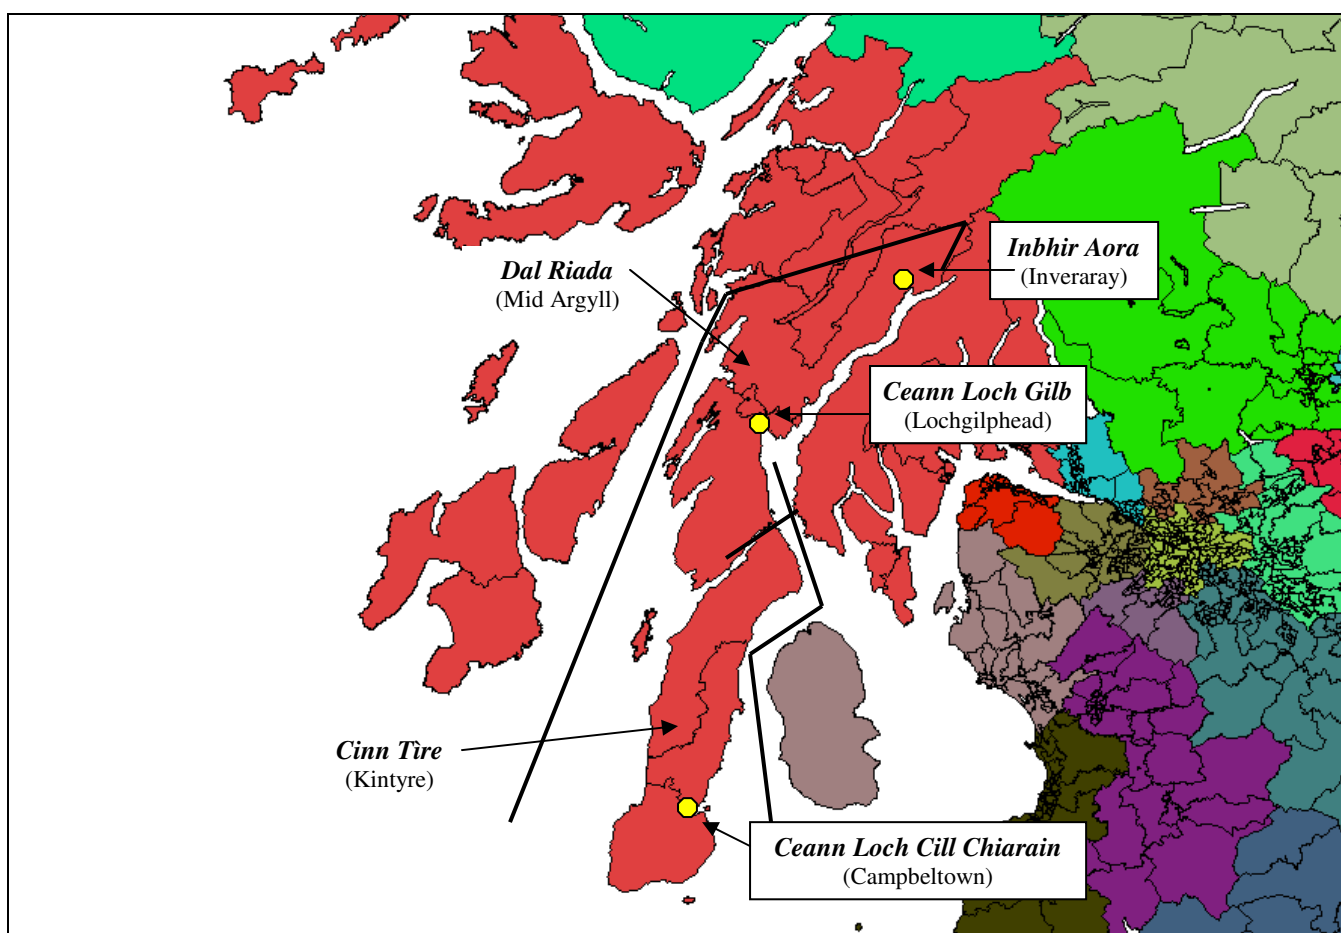 Inbhir Aora
(Inveraray)
Dal Riada
(Mid Argyll)
Ceann Loch Gilb
(Lochgilphead)
Cinn Tìre
(Kintyre)
Ceann Loch Cill Chiarain
(Campbeltown)